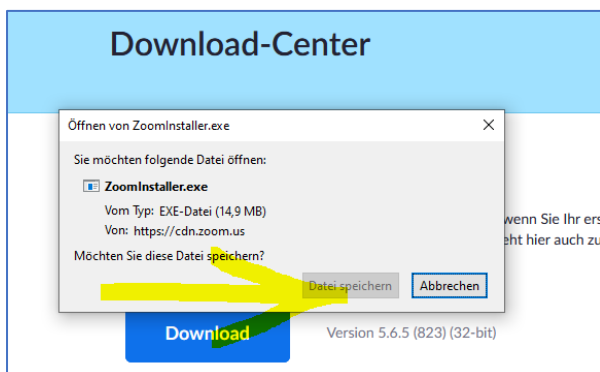 Download-Center
Öffnen von ZoomInstaller.exe
Sie möchten folgende Datei öffnen:
ZoomInstaller.exe
Vom Typ: EXE-Datei (14,9 MB)
Von: https://cdn.zoom.us
Möchten Sie diese Datei speichern?
Datei speichern Abbrechen
wenn Sie Ihr ers
eht hier auch zu
Download Version 5.6.5 (823) (32-bit)